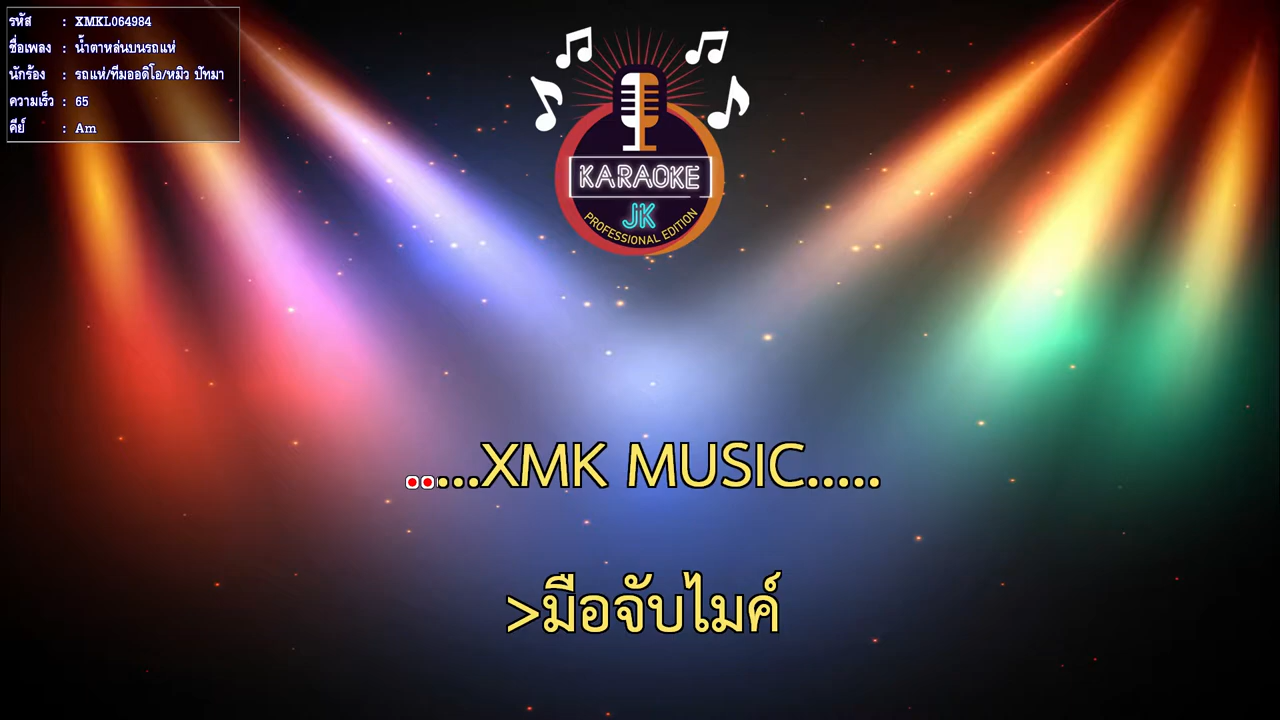 รหัส : XMKL064984
ชื่อเพลง : น้ำตาหล่นบนรถแห่
นักร้อง : รถแห่/ทีมออดิโอ/หมิว ปัทมา
ความเร็ว : 65
คีย์ : Am
KARAOKE
JK
PROFESSIONAL EDITION
.....XMK MUSIC.....
>มือจับไมค์